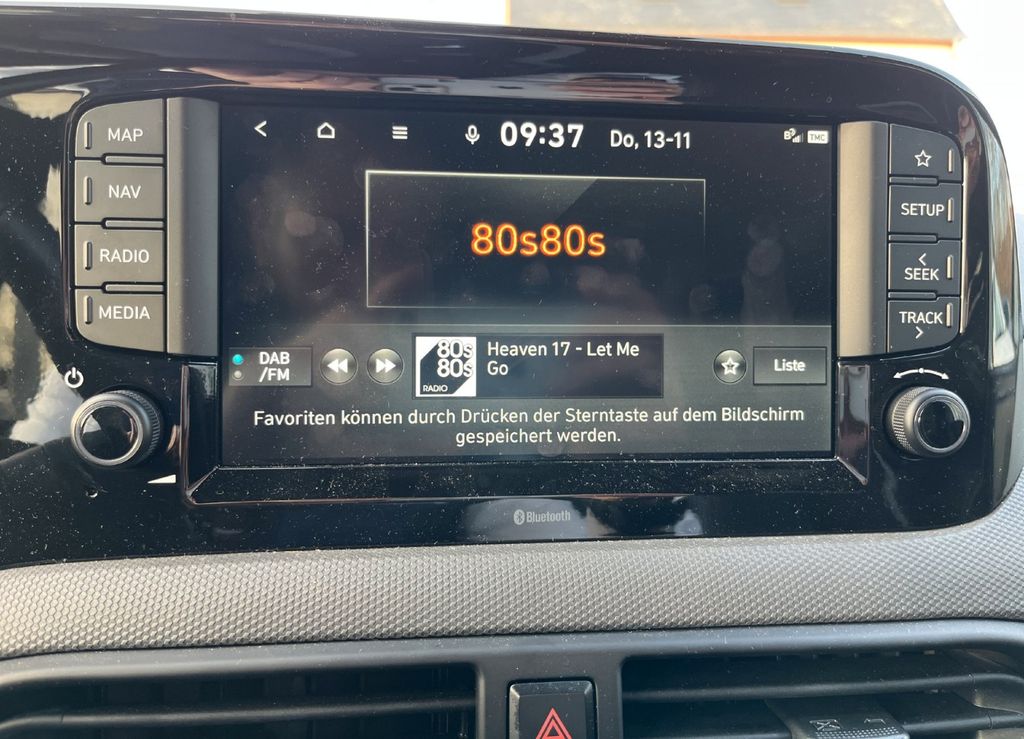 09:37 Do, 13-11
TMC
MAP
NAV
RADIO
MEDIA
80s80s
SETUP
SEEK
TRACK
DAB
/FM
80s
80s
RADIO
Heaven 17 - Let Me
Go
Liste
Favoriten können durch Drücken der Sterntaste auf dem Bildschirm
gespeichert werden.
Bluetooth